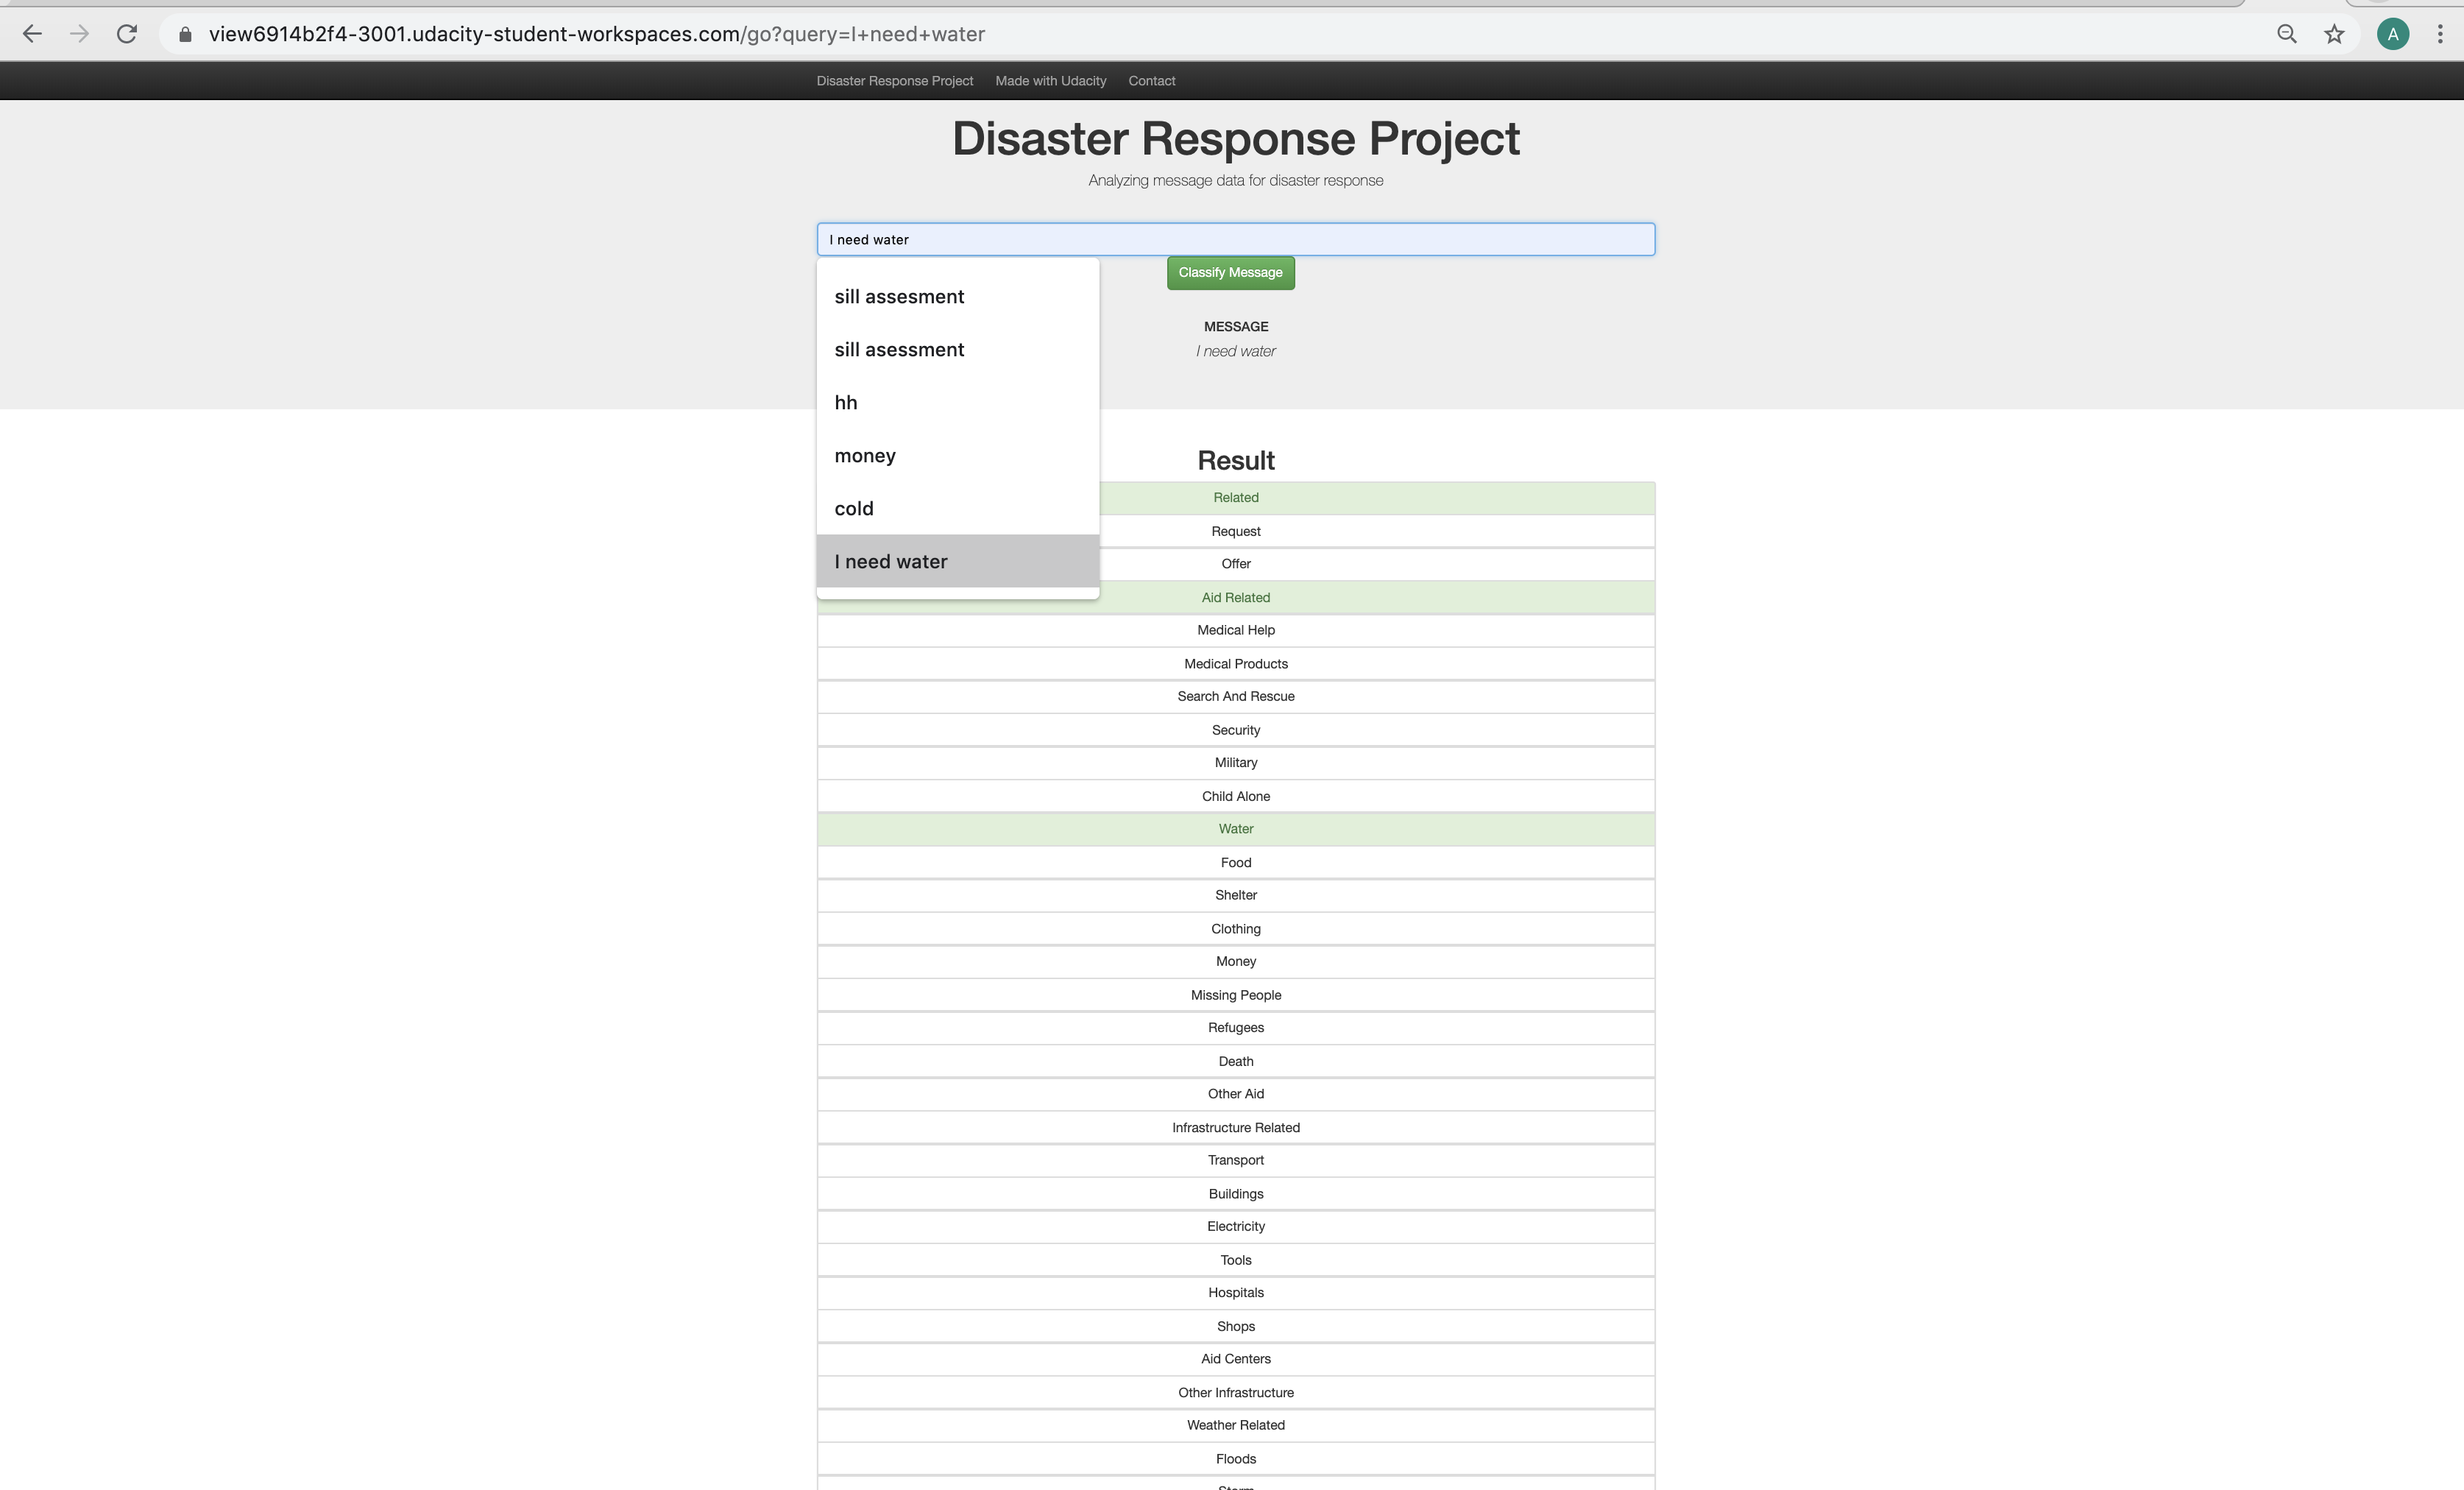 view6914b2f4-3001.udacity-student-workspaces.com/go?query=I+need+water
A
Disaster Response Project Made with Udacity Contact
Disaster Response Project
Analyzing message data for disaster response
I need water
Classify Message
sill assesment
sill asessment
hh
money
cold
I need water
MESSAGE
I need water
Result
Related
Request
Offer
Aid Related
Medical Help
Medical Products
Search And Rescue
Security
Military
Child Alone
Water
Food
Shelter
Clothing
Money
Missing People
Refugees
Death
Other Aid
Infrastructure Related
Transport
Buildings
Electricity
Tools
Hospitals
Shops
Aid Centers
Other Infrastructure
Weather Related
Floods